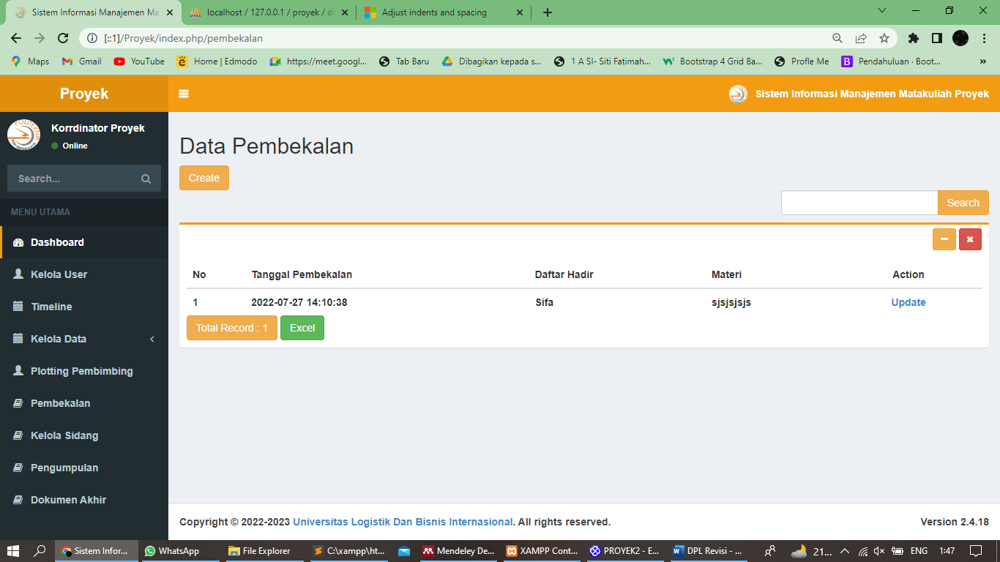 Sistem Informasi Manajemen Ma
localhost / 127.0.0.1 / proyek / do
Adjust indents and spacing
[::1]/Proyek/index.php/pembekalan
Maps Gmail YouTube Home | Edmodo https://meet.googl... Tab Baru Dibagikan kepada s... 1 A SI- Siti Fatimah... Bootstrap 4 Grid Ba... Profle Me Pendahuluan · Boot... »
Proyek
Sistem Informasi Manajemen Matakuliah Proyek
Korrdinator Proyek
Online
Search...
MENU UTAMA
Dashboard
Kelola User
Timeline
Kelola Data
Plotting Pembimbing
Pembekalan
Kelola Sidang
Pengumpulan
Dokumen Akhir
Data Pembekalan
Create
Search
No Tanggal Pembekalan Daftar Hadir Materi Action
1 2022-07-27 14:10:38 Sifa sjsjsjsjs Update
Total Record : 1 Excel
Copyright © 2022-2023 Universitas Logistik Dan Bisnis Internasional. All rights reserved.
Version 2.4.18
Sistem Infor... WhatsApp File Explorer C:\xampp\ht... Mendeley De... XAMPP Cont... PROYEK2 - E... DPL Revisi - ... 21... ENG 1:47